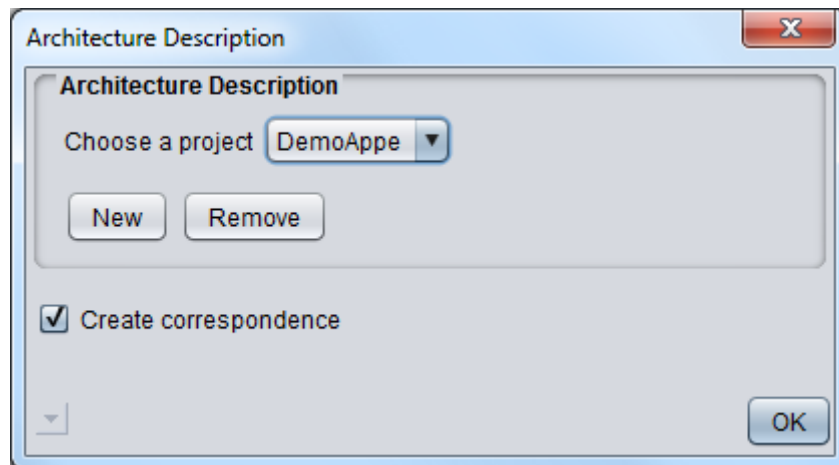 Architecture Description
Architecture Description
Choose a project DemoAppe
New Remove
Create correspondence
OK